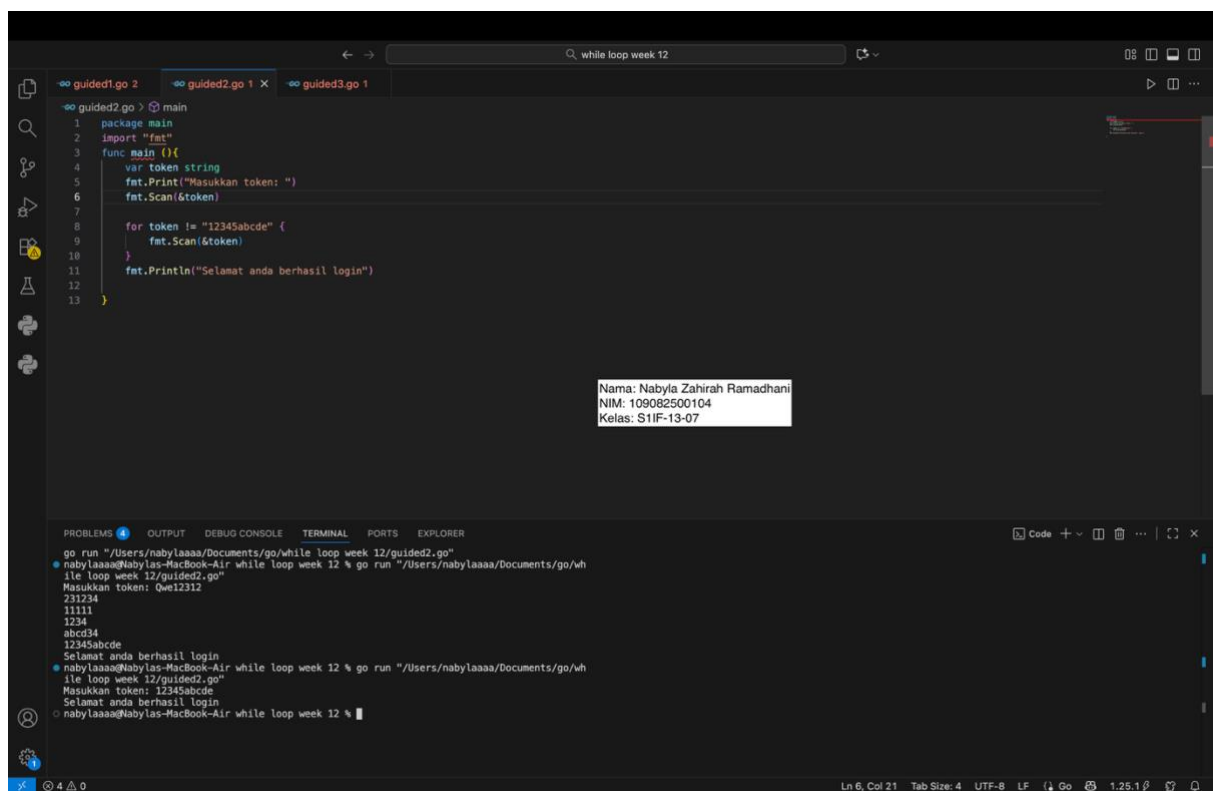 while loop week 12
guided1.go 2 guided2.go 1 guided3.go 1
guided2.go > main
1 package main
2 import "fmt"
3 func main (){
4 var token string
5 fmt.Print("Masukkan token: ")
6 fmt.Scan(&token)
7
8 for token != "12345abcde" {
9 fmt.Scan(&token)
10 }
11 fmt.Println("Selamat anda berhasil login")
12
13 }
Nama: Nabyla Zahirah Ramadhani
NIM: 109082500104
Kelas: S1IF-13-07
PROBLEMS 4 OUTPUT DEBUG CONSOLE TERMINAL PORTS EXPLORER Code
go run "/Users/nabylaaaa/Documents/go/while loop week 12/guided2.go"
nabylaaaa@Nabylas-MacBook-Air while loop week 12 % go run "/Users/nabylaaaa/Documents/go/wh
ile loop week 12/guided2.go"
Masukkan token: Qwe12312
231234
11111
1234
abcd34
12345abcde
Selamat anda berhasil login
nabylaaaa@Nabylas-MacBook-Air while loop week 12 % go run "/Users/nabylaaaa/Documents/go/wh
ile loop week 12/guided2.go"
Masukkan token: 12345abcde
Selamat anda berhasil login
nabylaaaa@Nabylas-MacBook-Air while loop week 12 %
1
4 0 Ln 6, Col 21 Tab Size: 4 UTF-8 LF Go 1.25.1